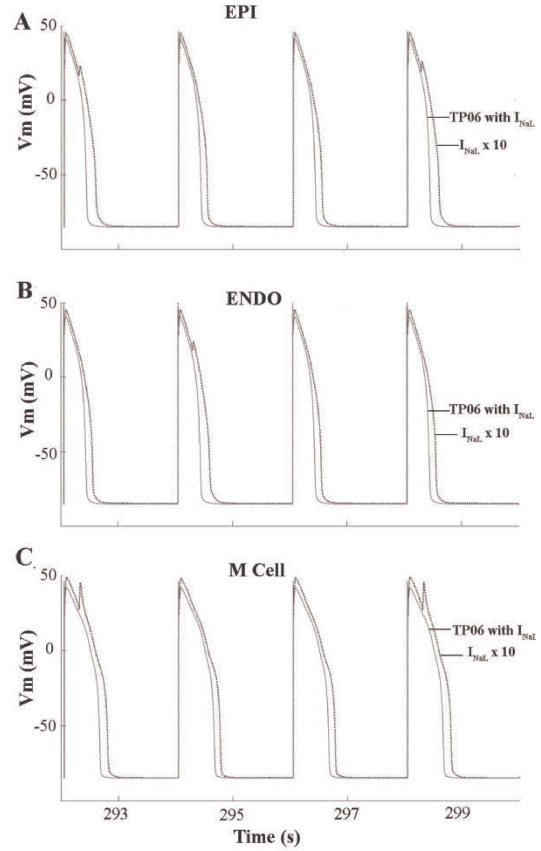 A
EPI
50
0
-50
Vm (mV)
TP06 with I_NaL
I_NaL x 10
B
ENDO
50
0
-50
Vm (mV)
TP06 with I_NaL
I_NaL x 10
C
M Cell
50
0
-50
Vm (mV)
TP06 with I_NaL
I_NaL x 10
293 295 297 299
Time (s)